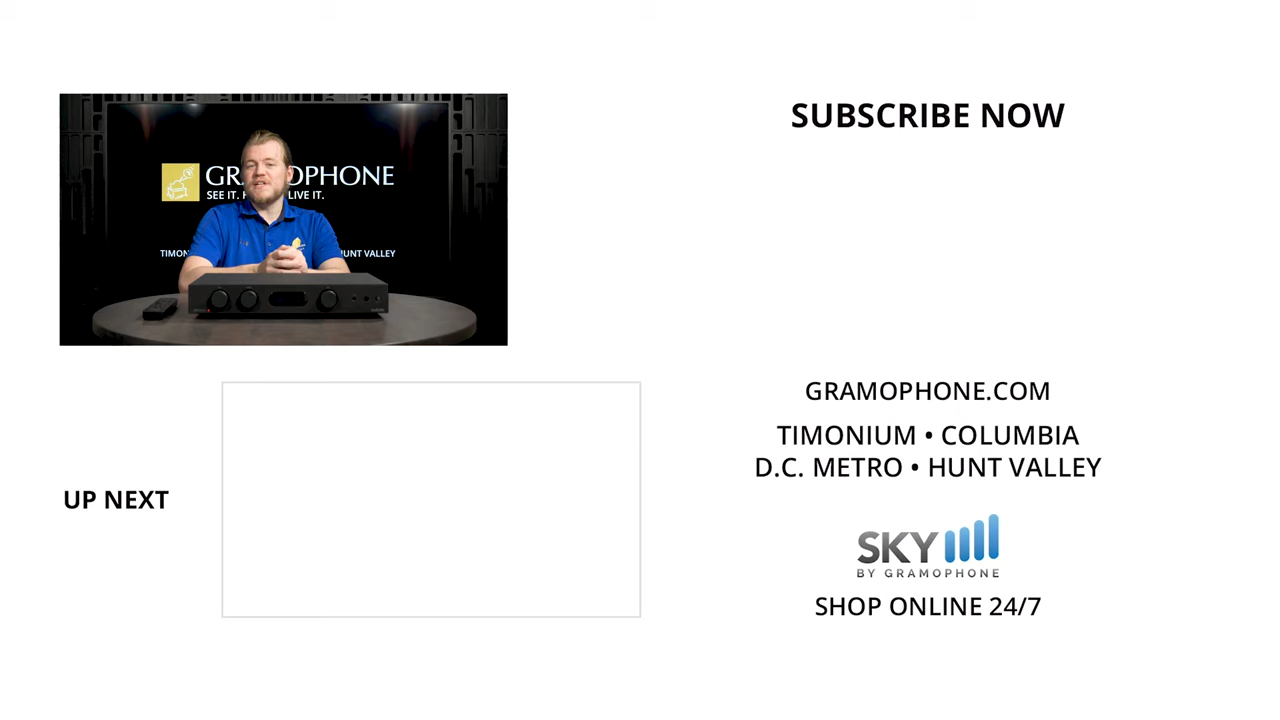 GRAMOPHONE
SEE IT. LIVE IT.
HUNT VALLEY
SUBSCRIBE NOW
UP NEXT
GRAMOPHONE.COM
TIMONIUM • COLUMBIA
D.C. METRO • HUNT VALLEY
SKY
BY GRAMOPHONE
SHOP ONLINE 24/7